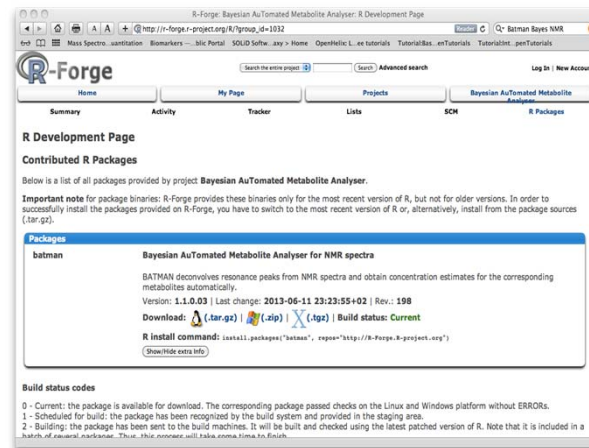 R-Forge: Bayesian AuTomated Metabolite Analyser: R Development Page
http://r-forge.r-project.org/R/?group_id=1032
Reader
Batman Bayes NMR
Mass Spectro...uantitation Biomarkers --...blic Portal SOLiD Softw...axy > Home OpenHelix: L...ee tutorials Tutorial:Bas...enTutorials Tutorial:Int...penTutorials
R-Forge
Search the entire project Search Advanced search
Log In | New Accou
Home My Page Projects Bayesian AuTomated Metabolite Analyser
Summary Activity Tracker Lists SCM R Packages
R Development Page
Contributed R Packages
Below is a list of all packages provided by project Bayesian AuTomated Metabolite Analyser.
Important note for package binaries: R-Forge provides these binaries only for the most recent version of R, but not for older versions. In order to
successfully install the packages provided on R-Forge, you have to switch to the most recent version of R or, alternatively, install from the package sources
(.tar.gz).
Packages
batman Bayesian AuTomated Metabolite Analyser for NMR spectra
BATMAN deconvolves resonance peaks from NMR spectra and obtain concentration estimates for the corresponding
metabolites automatically.
Version: 1.1.0.03 | Last change: 2013-06-11 23:23:55+02 | Rev.: 198
Download: (.tar.gz) | (.zip) | (.tgz) | Build status: Current
R install command: install.packages("batman", repos="http://R-Forge.R-project.org")
Show/Hide extra info
Build status codes
0 - Current: the package is available for download. The corresponding package passed checks on the Linux and Windows platform without ERRORS.
1 - Scheduled for build: the package has been recognized by the build system and provided in the staging area.
2 - Building: the package has been sent to the build machines. It will be built and checked using the latest patched version of R. Note that it is included in a
batch of several packages. Thus, this process will take some time to finish.